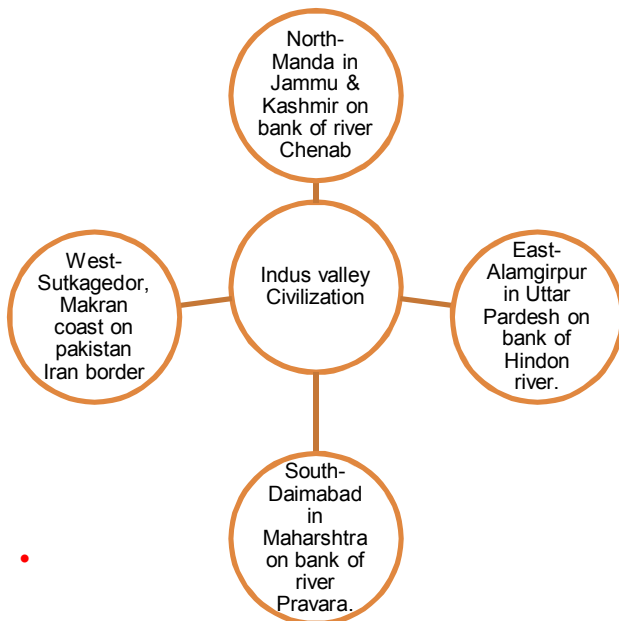 North-
Manda in
Jammu &
Kashmir on
bank of river
Chenab
West-
Sutkagedor,
Makran
coast on
pakistan
Iran border
Indus valley
Civilization
East-
Alamgirpur
in Uttar
Pardesh on
bank of
Hindon
river.
South-
Daimabad
in
Maharshtra
on bank of
river
Pravara.